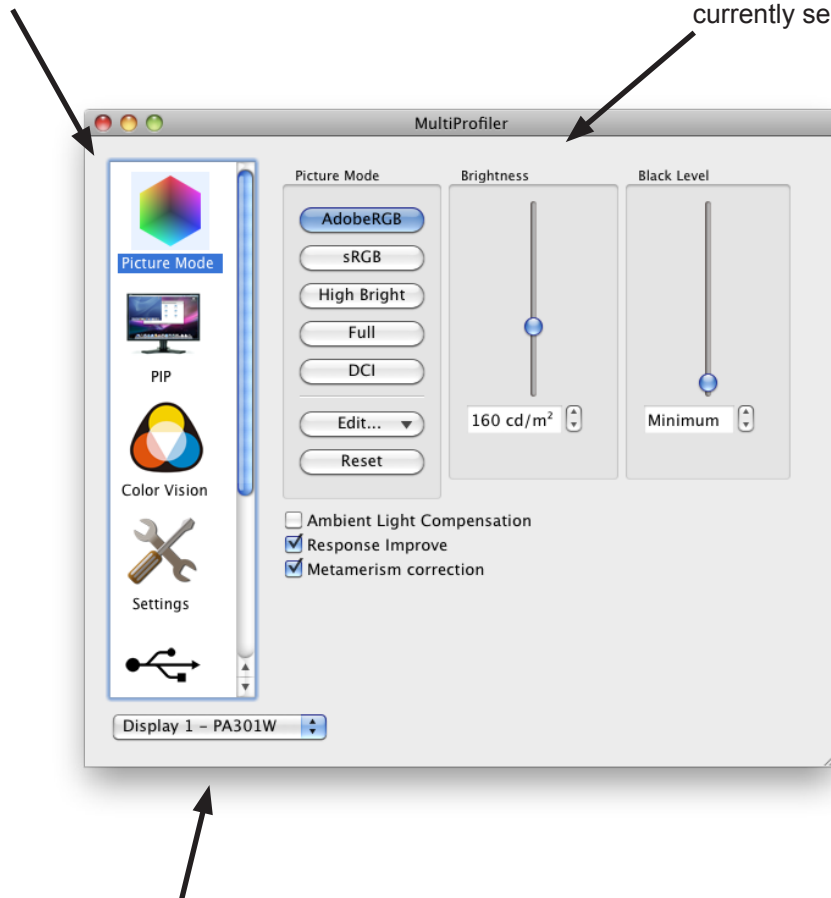 currently se
MultiProfiler
Picture Mode
PIP
Color Vision
Settings
Display 1 – PA301W
Picture Mode
AdobeRGB
sRGB
High Bright
Full
DCI
Edit...
Reset
Brightness
160 cd/m²
Black Level
Minimum
Ambient Light Compensation
Response Improve
Metamerism correction